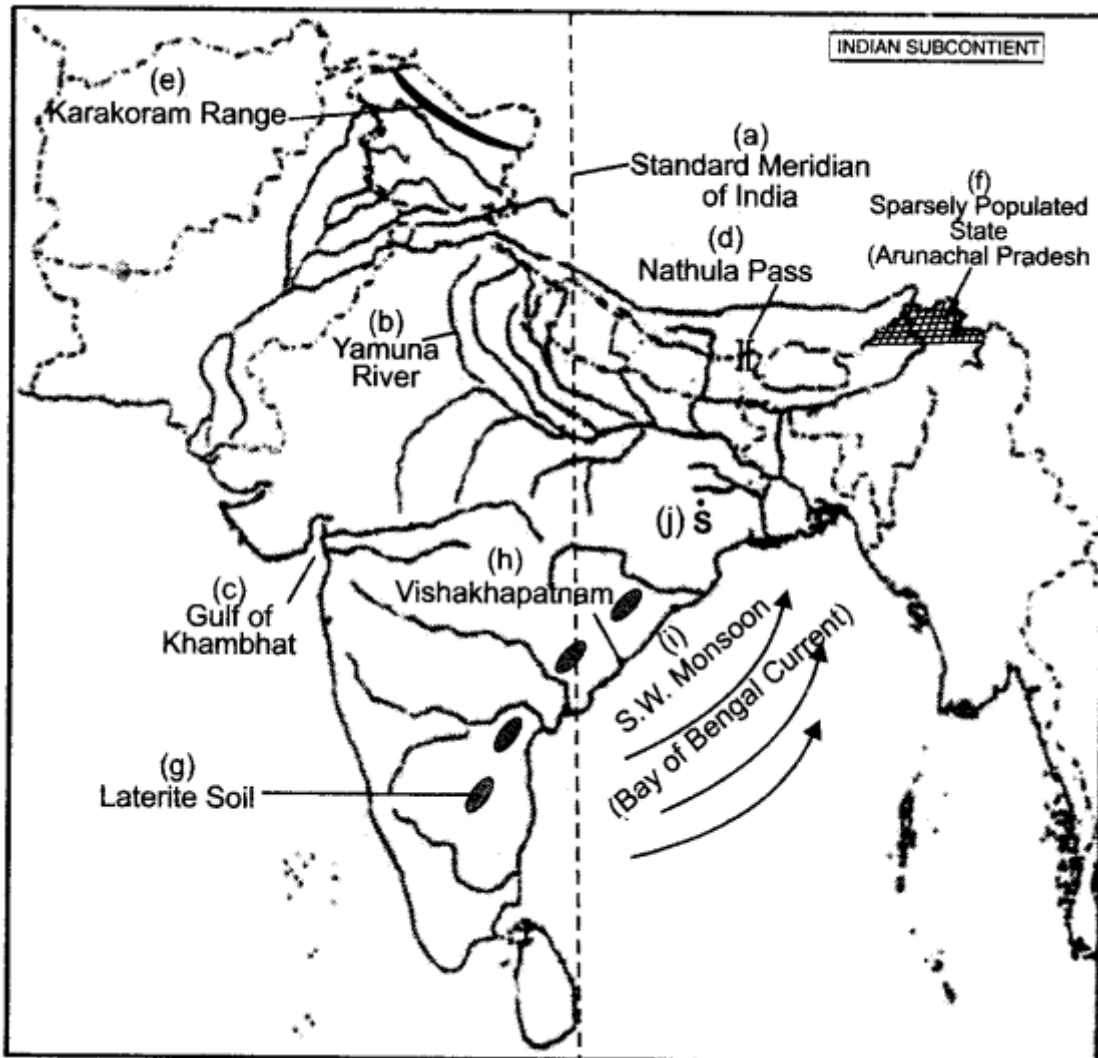 INDIAN SUBCONTIENT
(e)
Karakoram Range
(a)
Standard Meridian
of India
(f)
Sparsely Populated
State
(Arunachal Pradesh
(d)
Nathula Pass
(b)
Yamuna
River
(j) s
(h)
Vishakhapatnam
(c)
Gulf of
Khambhat
(i)
S.W. Monsoon
(Bay of Bengal Current)
(g)
Laterite Soil